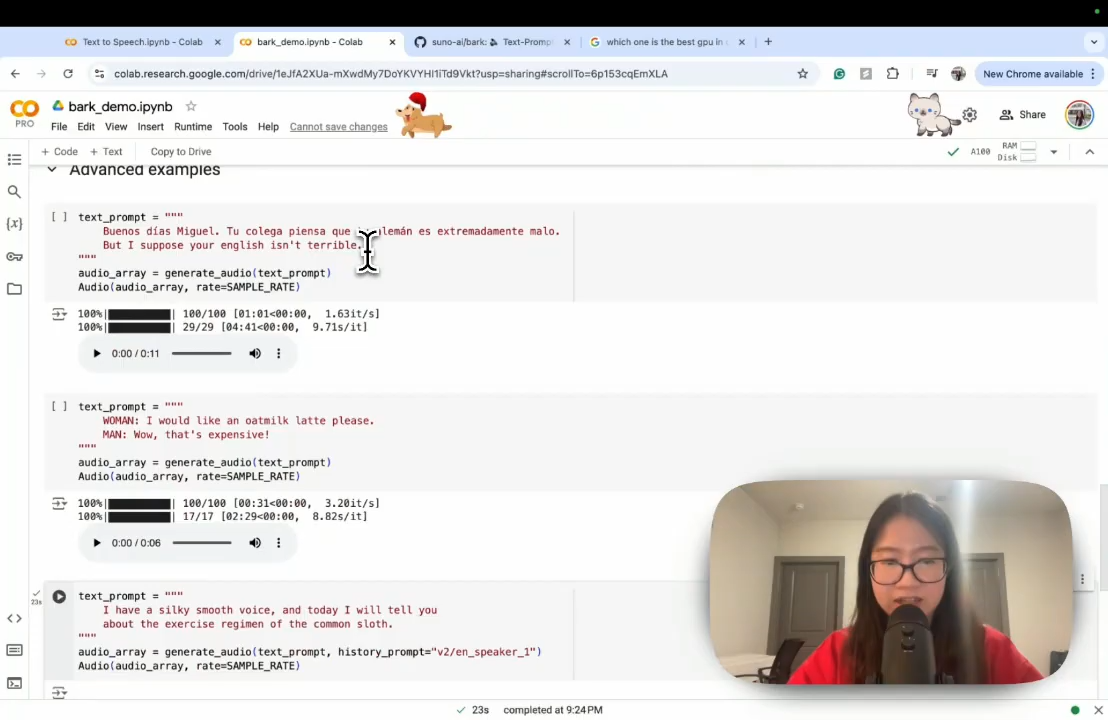 Text to Speech.ipynb - Colab
bark_demo.ipynb - Colab
suno-ai/bark: 🔊 Text-Promp
which one is the best gpu in
colab.research.google.com/drive/1eJfA2XUa-mXwdMy7DoYKVYHI1iTd9Vkt?usp=sharing#scrollTo=6p153cqEmXLA
New Chrome available
PRO
bark_demo.ipynb
File Edit View Insert Runtime Tools Help Cannot save changes
Share
+ Code + Text Copy to Drive
A100
RAM
Disk
Advanced examples
[ ] text_prompt = """
Buenos días Miguel. Tu colega piensa que alemán es extremadamente malo.
But I suppose your english isn't terrible.
"""
audio_array = generate_audio(text_prompt)
Audio(audio_array, rate=SAMPLE_RATE)
100%| 100/100 [01:01<00:00, 1.63it/s]
100%| 29/29 [04:41<00:00, 9.71s/it]
0:00 / 0:11
[ ] text_prompt = """
WOMAN: I would like an oatmilk latte please.
MAN: Wow, that's expensive!
"""
audio_array = generate_audio(text_prompt)
Audio(audio_array, rate=SAMPLE_RATE)
100%| 100/100 [00:31<00:00, 3.20it/s]
100%| 17/17 [02:29<00:00, 8.82s/it]
0:00 / 0:06
23s
text_prompt = """
I have a silky smooth voice, and today I will tell you
about the exercise regimen of the common sloth.
"""
audio_array = generate_audio(text_prompt, history_prompt="v2/en_speaker_1")
Audio(audio_array, rate=SAMPLE_RATE)
23s completed at 9:24PM